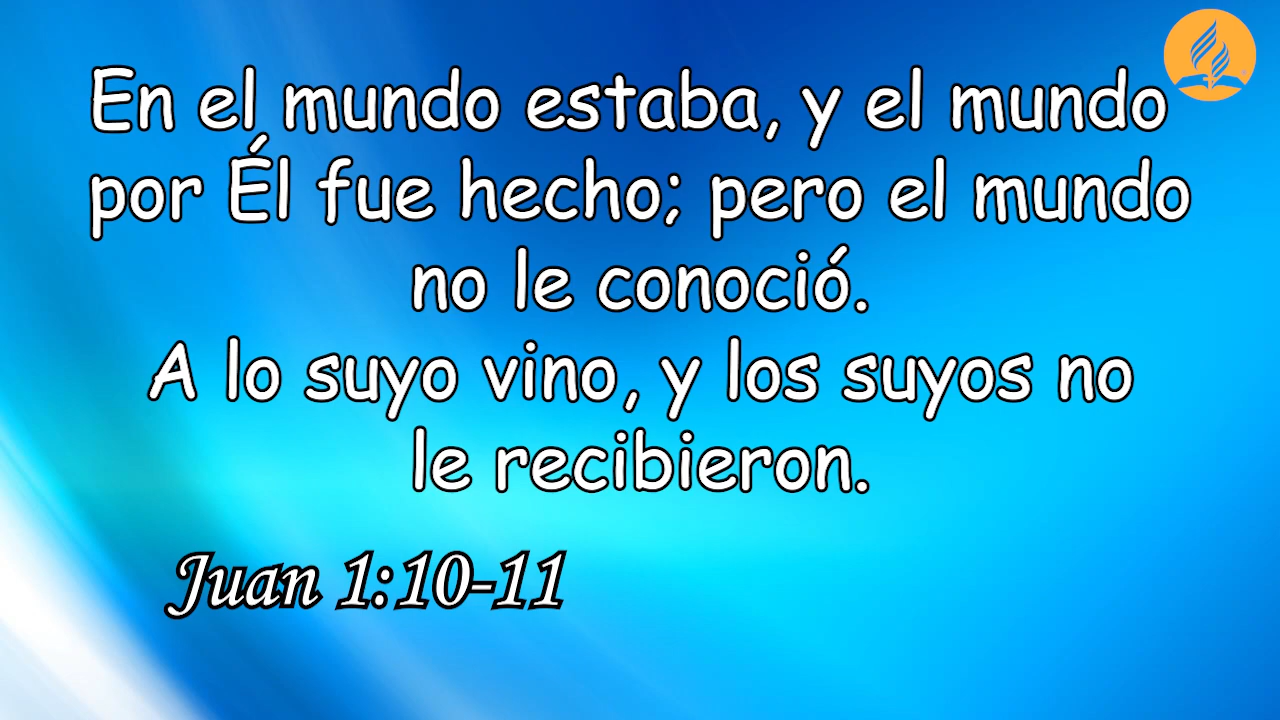 En el mundo estaba, y el mundo
por Él fue hecho; pero el mundo
no le conoció.
A lo suyo vino, y los suyos no
le recibieron.
Juan 1:10-11